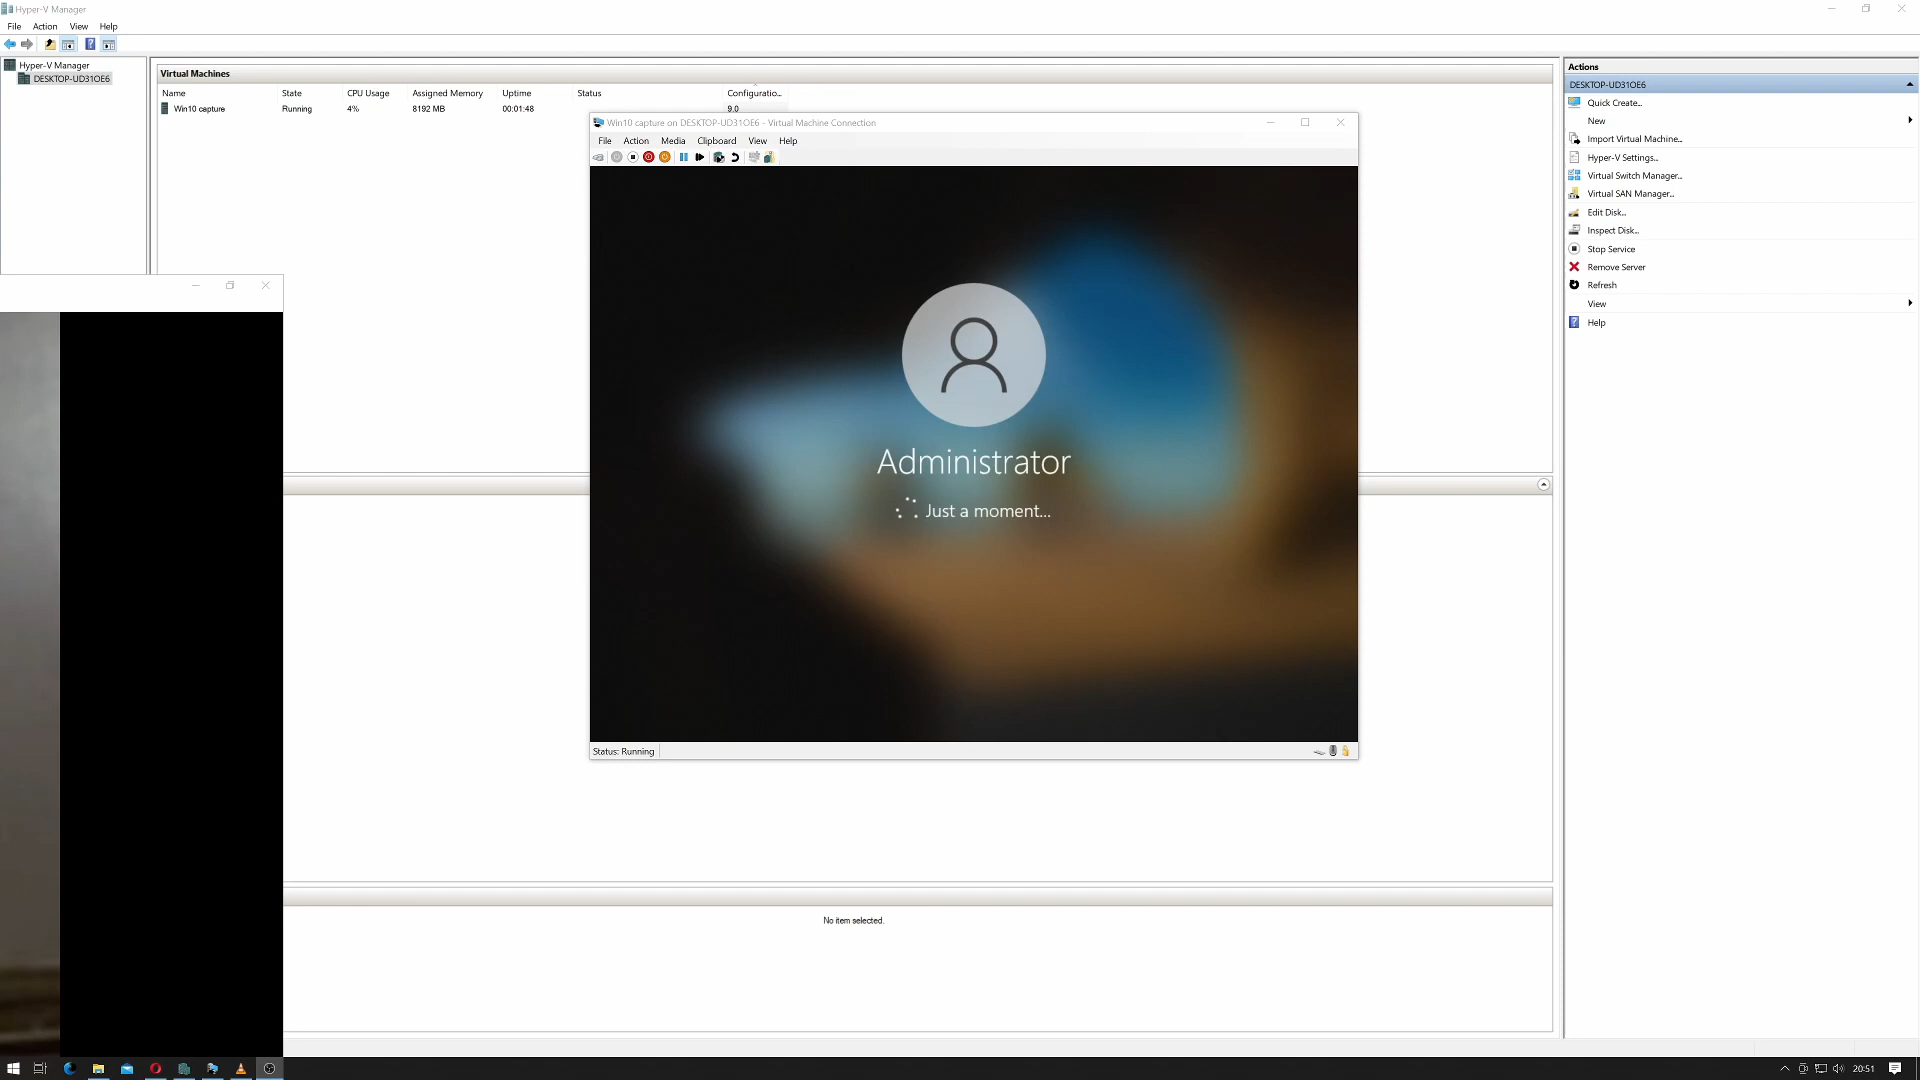 Hyper-V Manager
File Action View Help
Hyper-V Manager
DESKTOP-UD31OE6
Virtual Machines
Name State CPU Usage Assigned Memory Uptime Status Configuratio...
Win10 capture Running 4% 8192 MB 00:01:48 9.0
Win10 capture on DESKTOP-UD31OE6 - Virtual Machine Connection
File Action Media Clipboard View Help
Administrator
Just a moment...
Status: Running
No item selected.
Actions
DESKTOP-UD31OE6
Quick Create...
New
Import Virtual Machine...
Hyper-V Settings...
Virtual Switch Manager...
Virtual SAN Manager...
Edit Disk...
Inspect Disk...
Stop Service
Remove Server
Refresh
View
Help
20:51